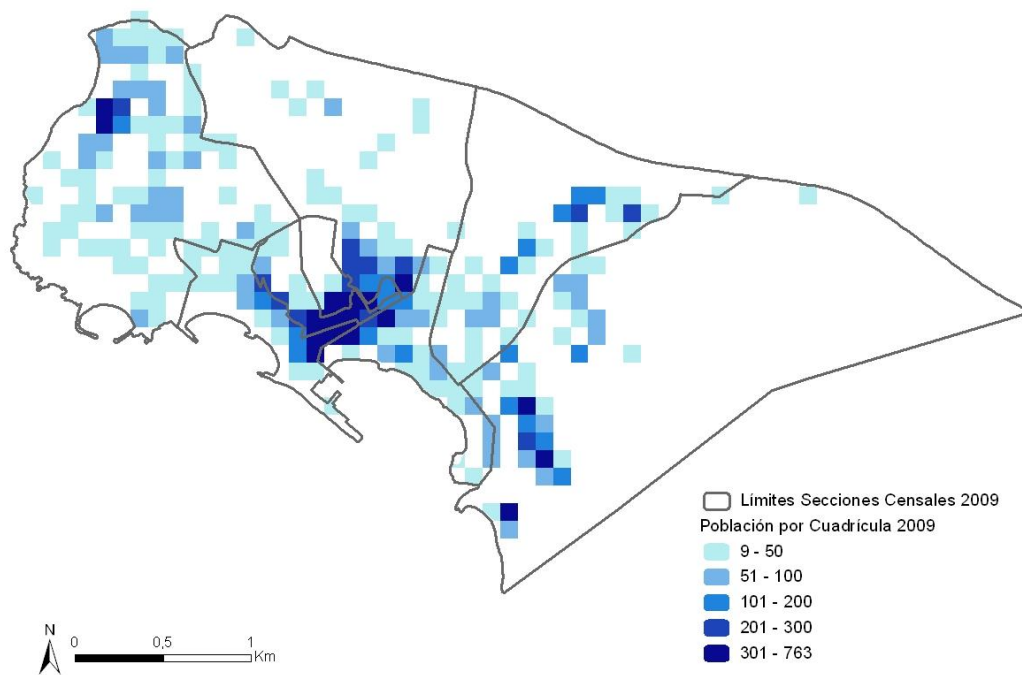 Límites Secciones Censales 2009
Población por Cuadrícula 2009
9 - 50
51 - 100
101 - 200
201 - 300
301 - 763
N
0 0,5 1
Km